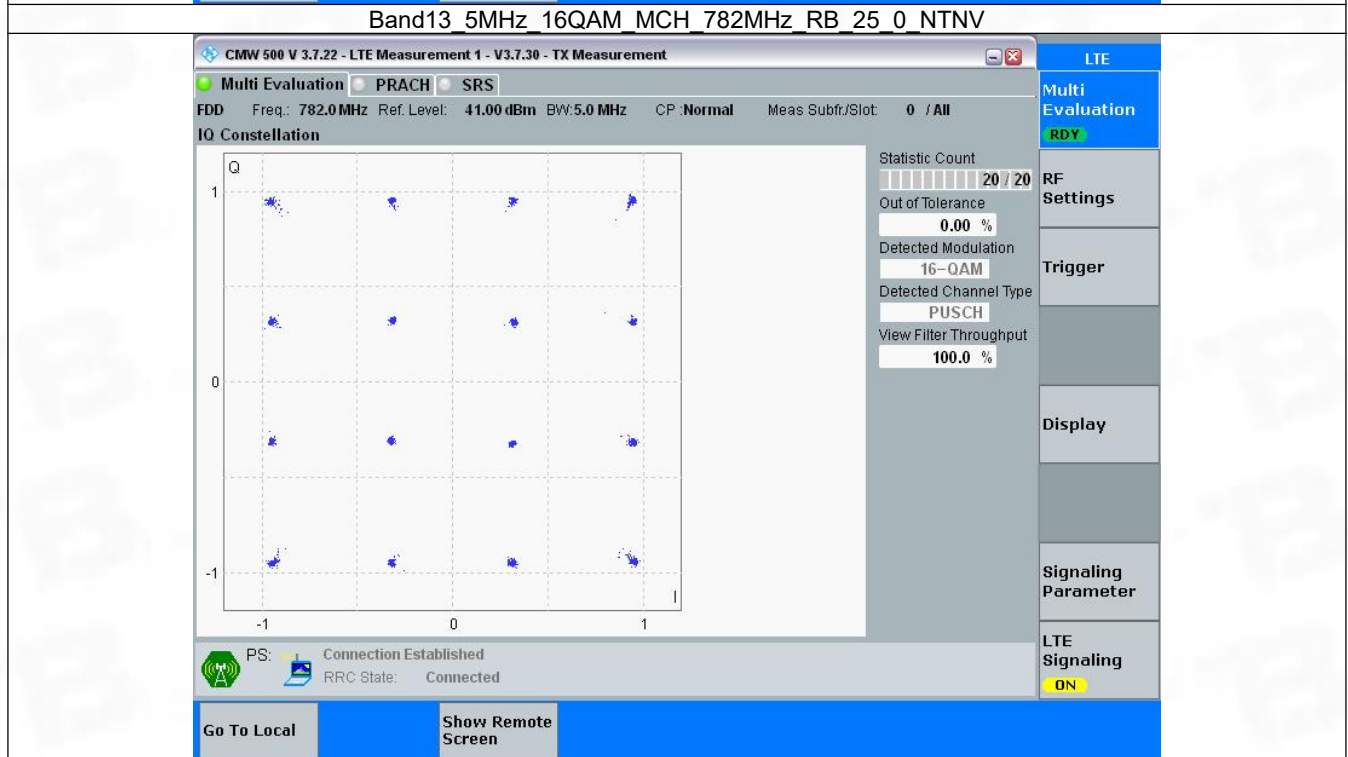 Band13_5MHz_16QAM_MCH_782MHz_RB_25_0_NTNV
CMW 500 V 3.7.22 - LTE Measurement 1 - V3.7.30 - TX Measurement
LTE
Multi Evaluation PRACH SRS
FDD Freq.: 782.0 MHz Ref. Level: 41.00 dBm BW:5.0 MHz CP :Normal Meas Subfr./Slot: 0 / All
IQ Constellation
Q
1
0
-1
I
-1 0 1
Statistic Count
20 / 20
Out of Tolerance
0.00 %
Detected Modulation
16-QAM
Detected Channel Type
PUSCH
View Filter Throughput
100.0 %
Multi
Evaluation
RDY
RF
Settings
Trigger
Display
Signaling
Parameter
LTE
Signaling
ON
PS: Connection Established
RRC State: Connected
Go To Local
Show Remote
Screen